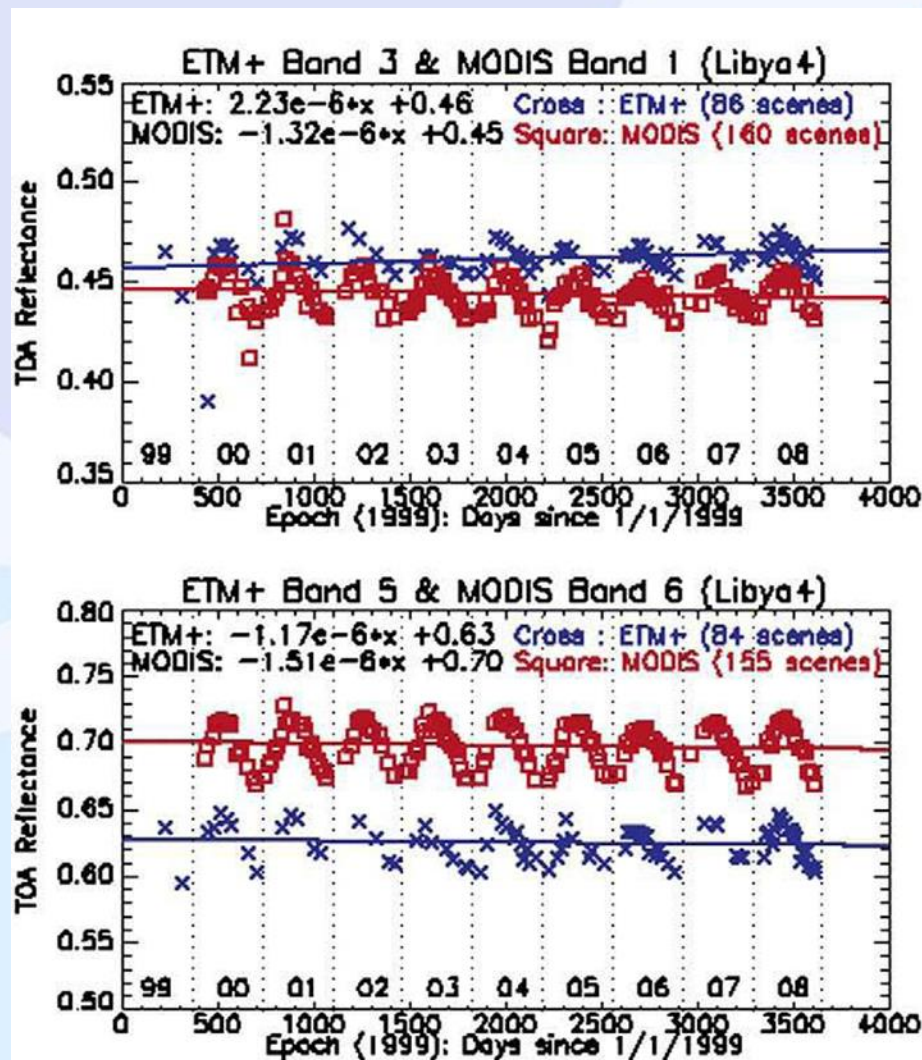 ETM+ Band 3 & MODIS Band 1 (Libya4)
0.55
ETM+: 2.23e-6*x +0.46 Cross : ETM+ (86 scenes)
MODIS: -1.32e-6*x +0.45 Square: MODIS (160 scenes)
0.50
0.45
0.40
0.35
TOA Reflectance
99 00 01 02 03 04 05 06 07 08
0 500 1000 1500 2000 2500 3000 3500 4000
Epoch (1999): Days since 1/1/1999
ETM+ Band 5 & MODIS Band 6 (Libya4)
0.80
ETM+: -1.17e-6*x +0.63 Cross : ETM+ (84 scenes)
MODIS: -1.51e-6*x +0.70 Square: MODIS (155 scenes)
0.75
0.70
0.65
0.60
0.55
0.50
TOA Reflectance
99 00 01 02 03 04 05 06 07 08
0 500 1000 1500 2000 2500 3000 3500 4000
Epoch (1999): Days since 1/1/1999